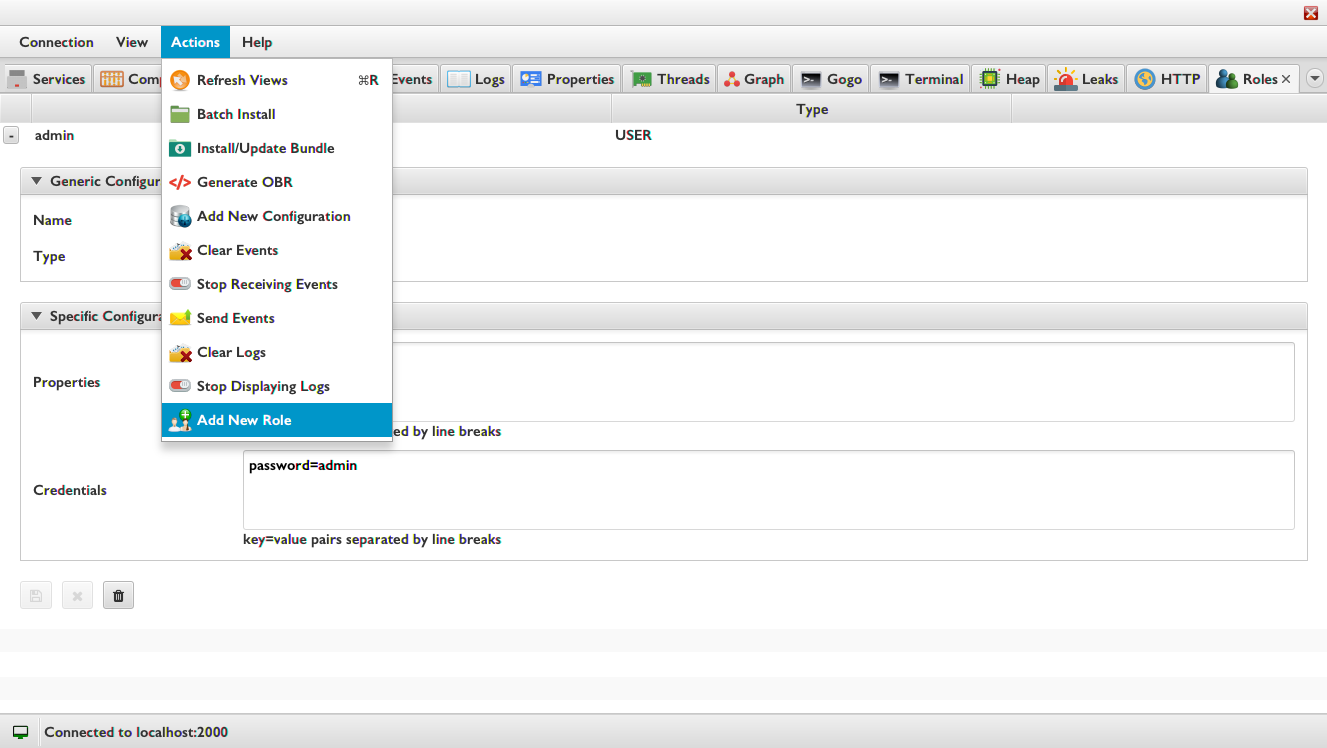 Connection View Actions Help
Services Comp Events Logs Properties Threads Graph Gogo Terminal Heap Leaks HTTP Roles
Type
- admin USER
Refresh Views ⌘R
Batch Install
Install/Update Bundle
Generate OBR
Add New Configuration
Clear Events
Stop Receiving Events
Send Events
Clear Logs
Stop Displaying Logs
Add New Role
Generic Configur
Name
Type
Specific Configura
Properties
ed by line breaks
Credentials
password=admin
key=value pairs separated by line breaks
Connected to localhost:2000